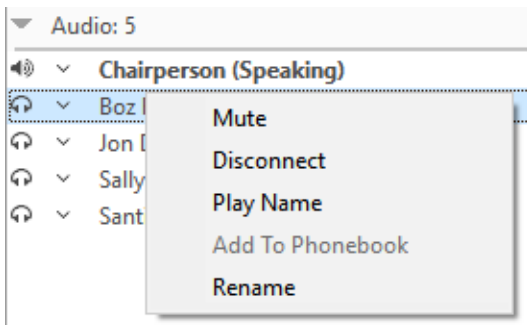 Audio: 5
Chairperson (Speaking)
Boz
Mute
Jon
Disconnect
Sally
Play Name
Sant
Add To Phonebook
Rename